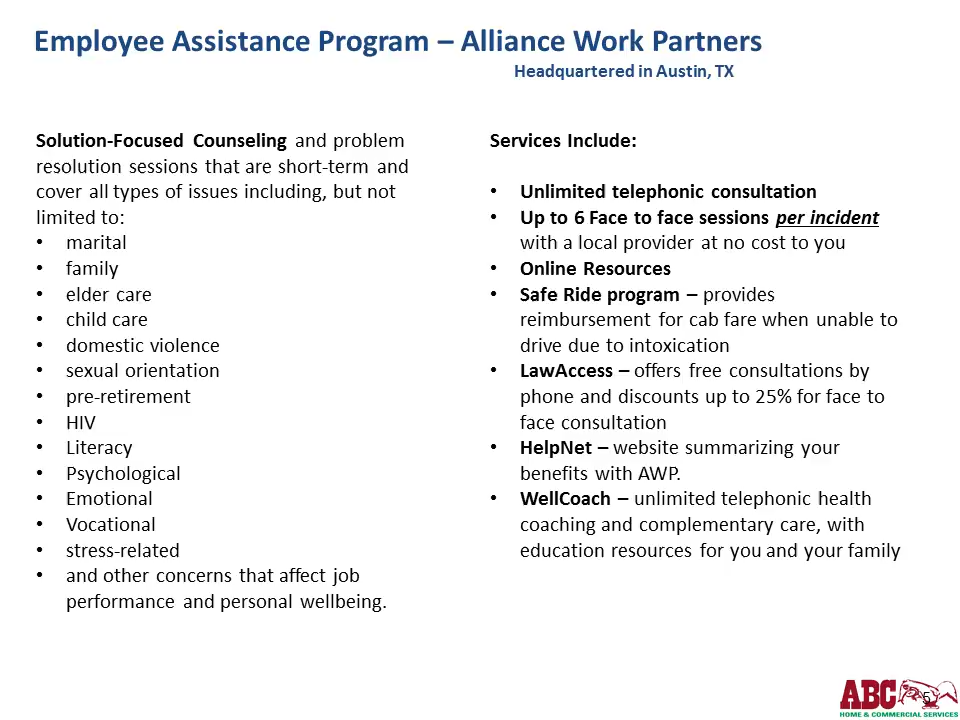 Employee Assistance Program – Alliance Work Partners
Headquartered in Austin, TX
Solution-Focused Counseling and problem
resolution sessions that are short-term and
cover all types of issues including, but not
limited to:
• marital
• family
• elder care
• child care
• domestic violence
• sexual orientation
• pre-retirement
• HIV
• Literacy
• Psychological
• Emotional
• Vocational
• stress-related
• and other concerns that affect job
performance and personal wellbeing.
Services Include:
• Unlimited telephonic consultation
• Up to 6 Face to face sessions per incident
with a local provider at no cost to you
• Online Resources
• Safe Ride program – provides
reimbursement for cab fare when unable to
drive due to intoxication
• LawAccess – offers free consultations by
phone and discounts up to 25% for face to
face consultation
• HelpNet – website summarizing your
benefits with AWP.
• WellCoach – unlimited telephonic health
coaching and complementary care, with
education resources for you and your family
ABC
HOME & COMMERCIAL SERVICES
5